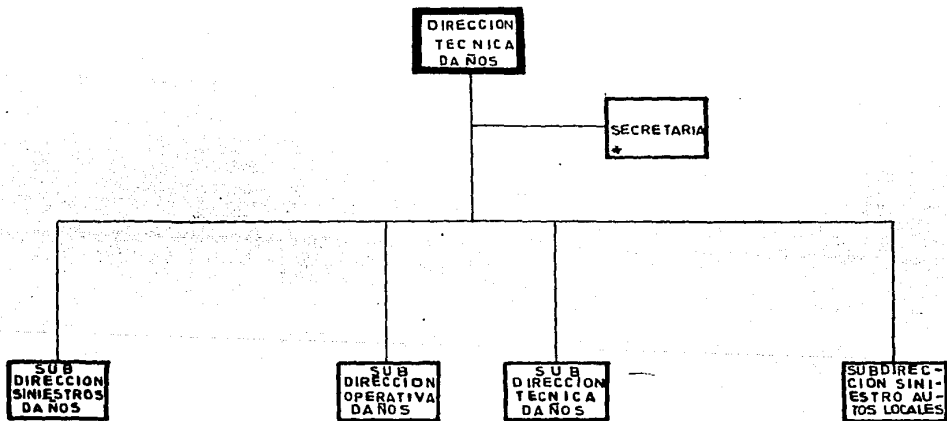 DIRECCION
TECNICA
DAÑOS
SECRETARIA
*
SUB
DIRECCION
SINIESTROS
DAÑOS
SUB
DIRECCION
OPERATIVA
DAÑOS
SUB
DIRECCION
TECNICA
DAÑOS
SUBDIREC-
CION SINI-
ESTRO AU-
TOS LOCALES